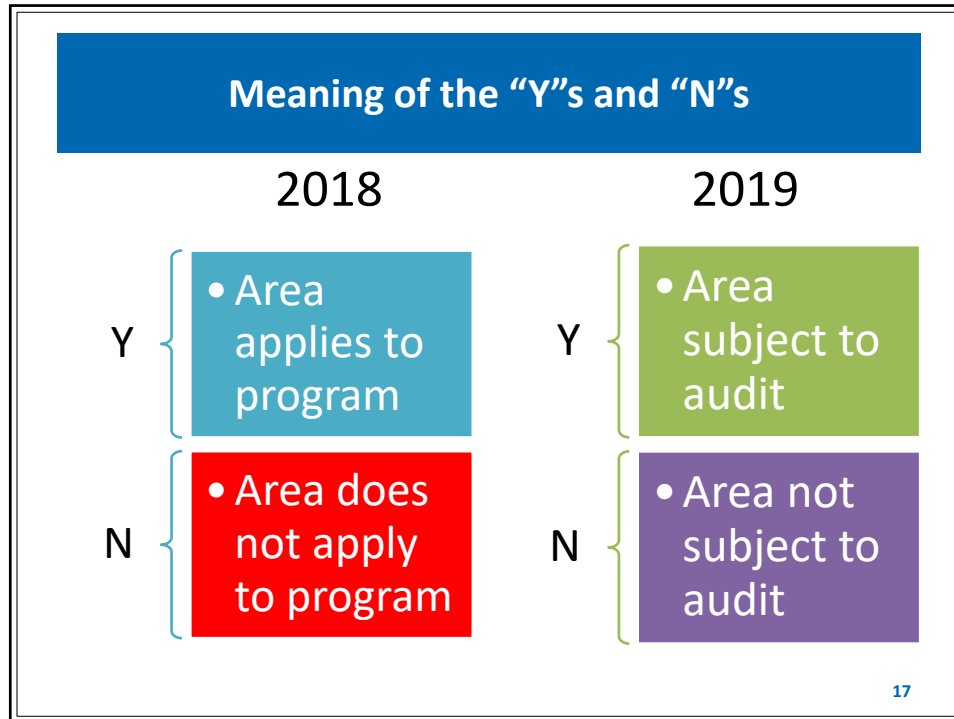 Meaning of the “Y”s and “N”s
2018
Y
• Area
applies to
program
N
• Area does
not apply
to program
2019
Y
• Area
subject to
audit
N
• Area not
subject to
audit
17